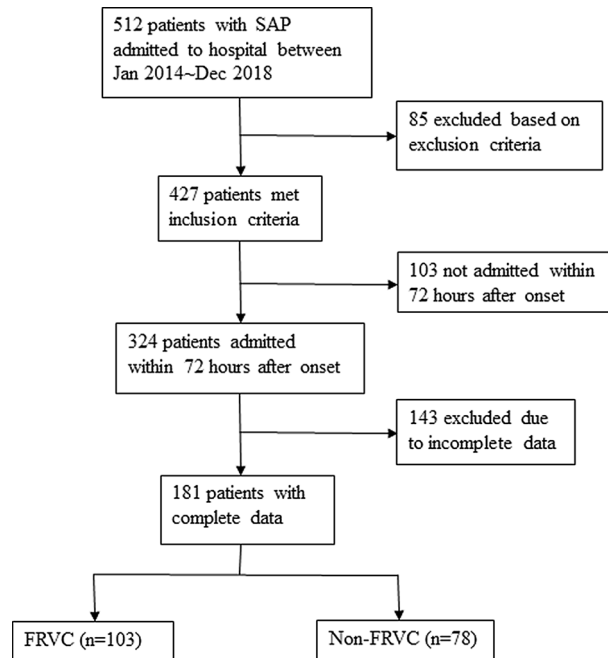 512 patients with SAP
admitted to hospital between
Jan 2014~Dec 2018
85 excluded based on
exclusion criteria
427 patients met
inclusion criteria
103 not admitted within
72 hours after onset
324 patients admitted
within 72 hours after onset
143 excluded due
to incomplete data
181 patients with
complete data
FRVC (n=103)
Non-FRVC (n=78)